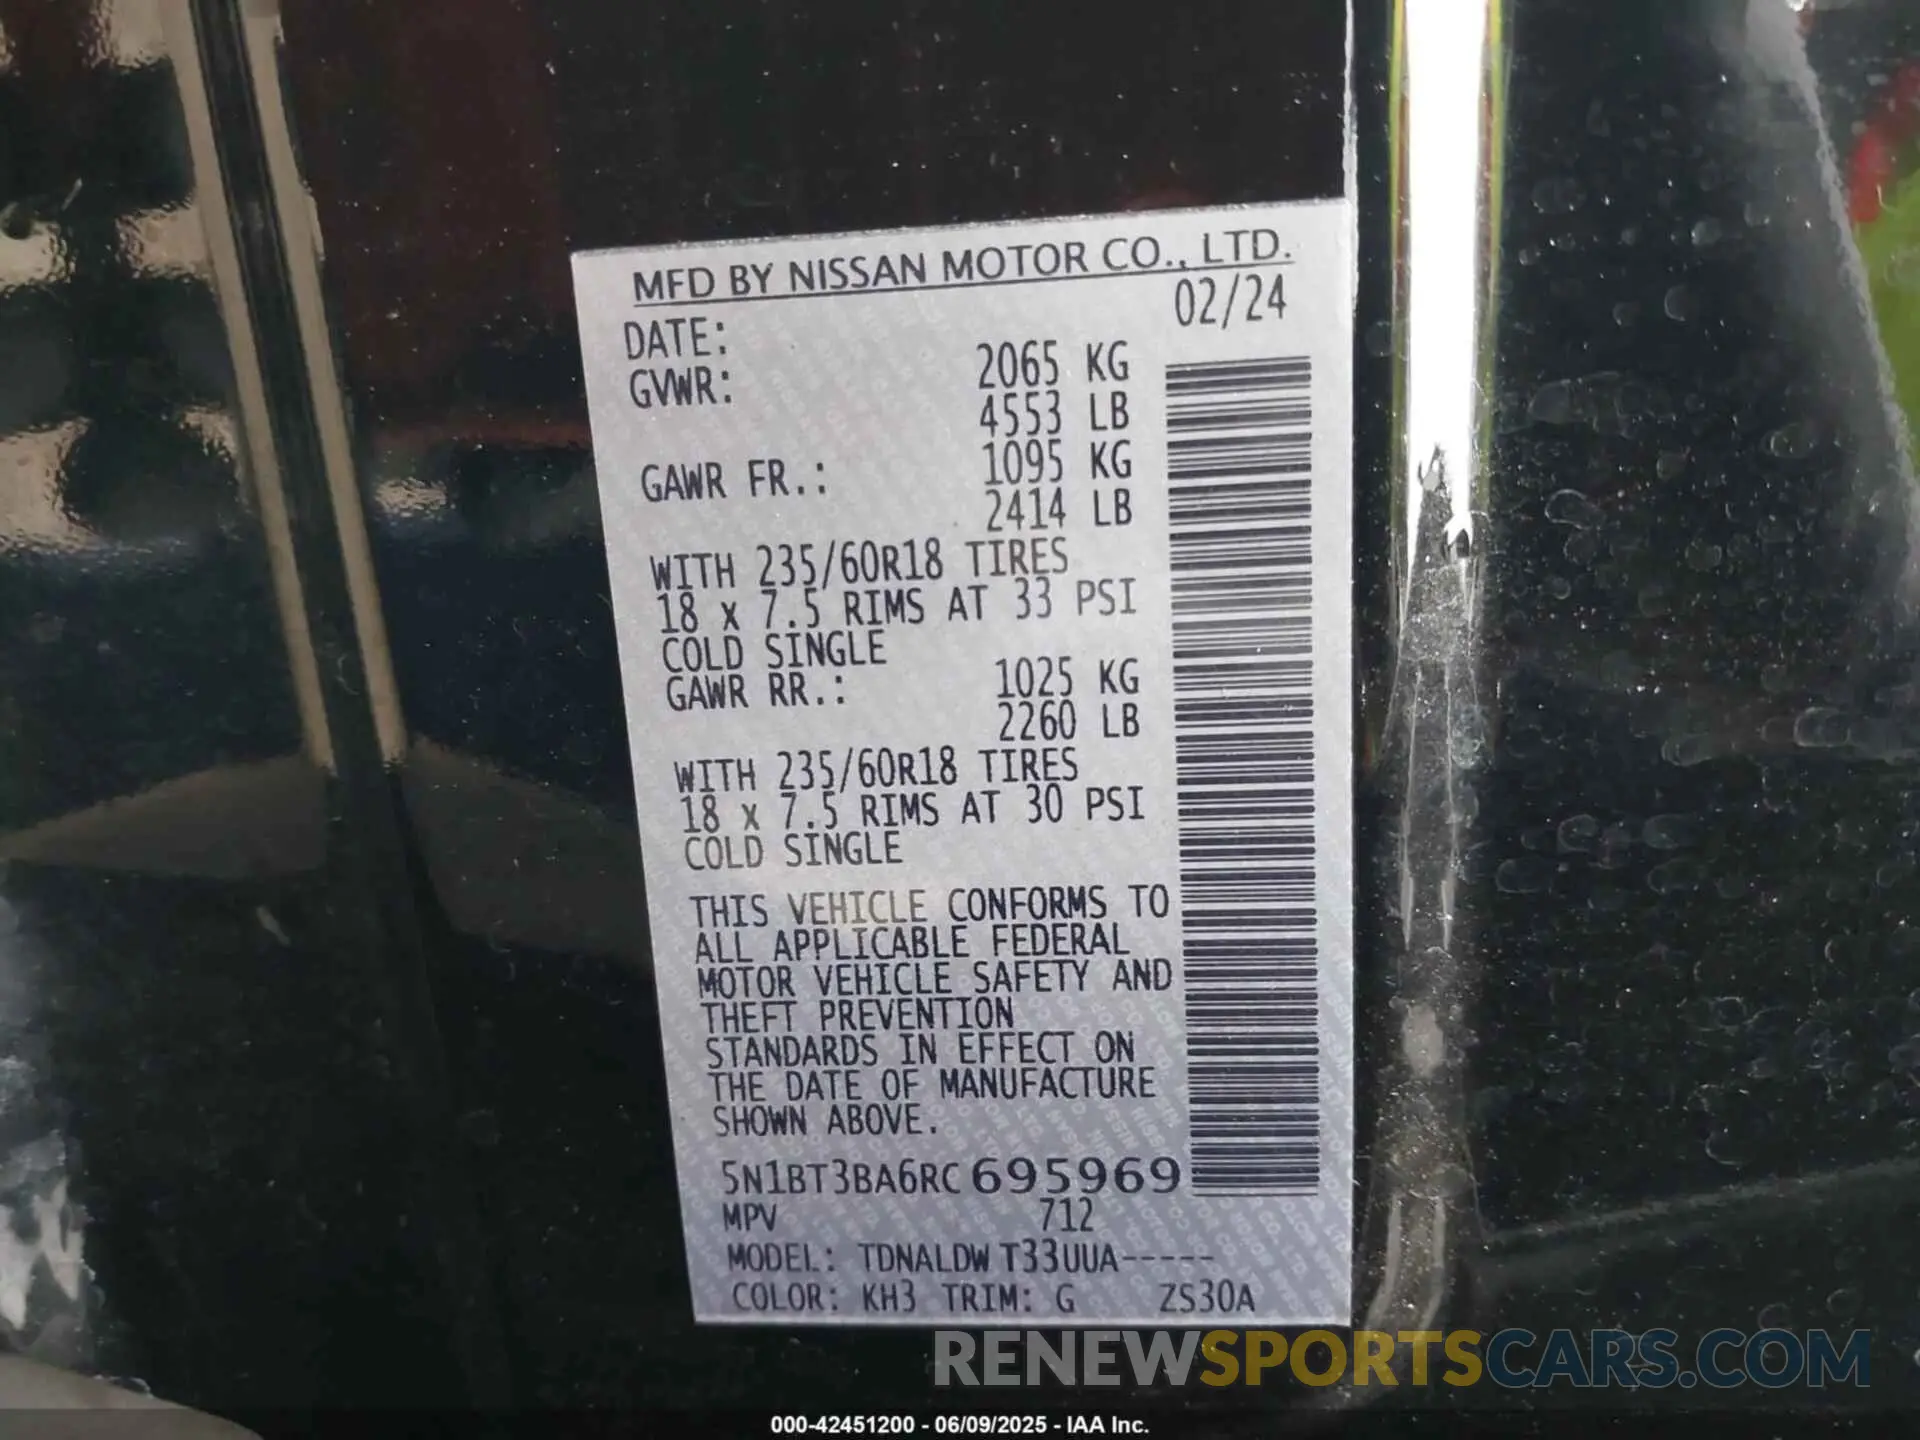 MFD BY NISSAN MOTOR CO., LTD.
DATE: 02/24
GVWR: 2065 KG
4553 LB
GAWR FR.: 1095 KG
2414 LB
WITH 235/60R18 TIRES
18 x 7.5 RIMS AT 33 PSI
COLD SINGLE
GAWR RR.: 1025 KG
2260 LB
WITH 235/60R18 TIRES
18 x 7.5 RIMS AT 30 PSI
COLD SINGLE
THIS VEHICLE CONFORMS TO
ALL APPLICABLE FEDERAL
MOTOR VEHICLE SAFETY AND
THEFT PREVENTION
STANDARDS IN EFFECT ON
THE DATE OF MANUFACTURE
SHOWN ABOVE.
5N1BT3BA6RC695969
MPV 712
MODEL: TDNALDW T33UUA-----
COLOR: KH3 TRIM: G ZS30A
RENEWSPORTSCARS.COM
000-42451200 - 06/09/2025 - IAA Inc.